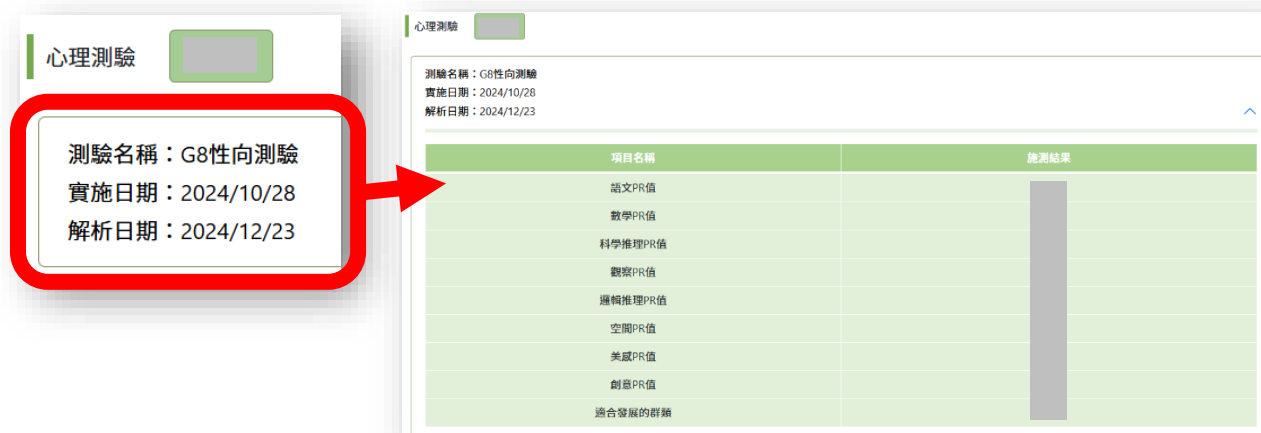 心理測驗
測驗名稱：G8性向測驗
實施日期：2024/10/28
解析日期：2024/12/23
心理測驗
測驗名稱：G8性向測驗
實施日期：2024/10/28
解析日期：2024/12/23
項目名稱 施測結果
語文PR值
數學PR值
科學推理PR值
觀察PR值
邏輯推理PR值
空間PR值
美感PR值
創意PR值
適合發展的群類